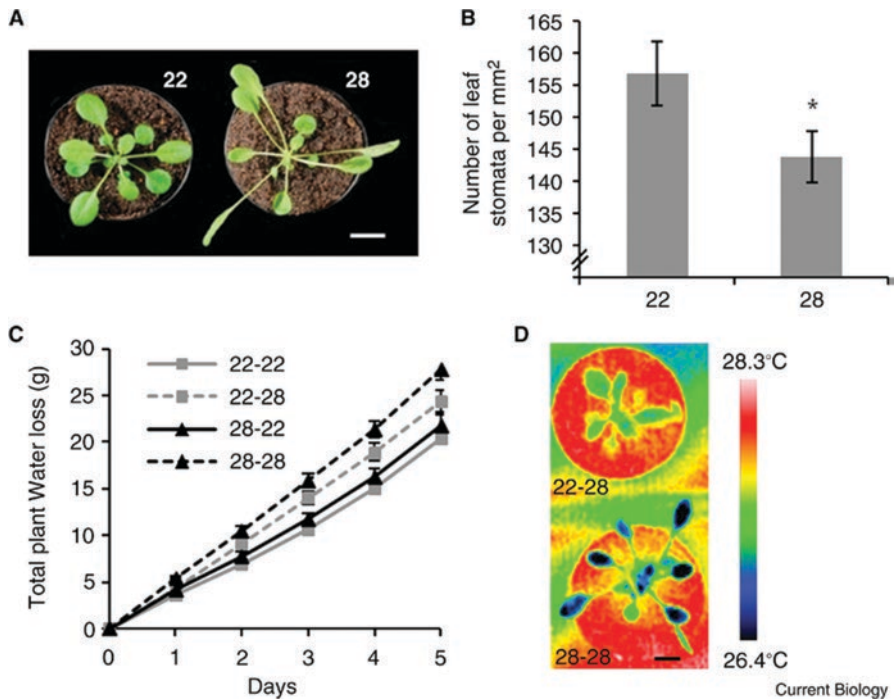 A
22
28
B
Number of leaf
stomata per mm²
165
160
155
150
145
140
135
130
*
22
28
C
Total plant Water loss (g)
30
25
20
15
10
5
0
22-22
22-28
28-22
28-28
0 1 2 3 4 5
Days
D
22-28
28-28
28.3°C
26.4°C
Current Biology